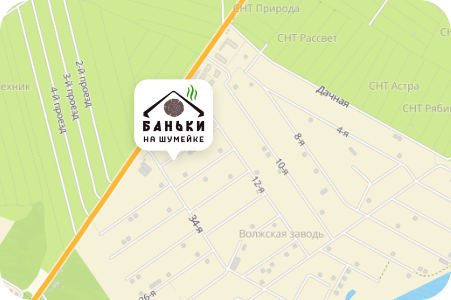 СНТ Природа
СНТ Рассвет
СНТ Астра
СНТ Рябин
Дачная
2-й проезд
3-й проезд
4-й проезд
техник
БАНЬКИ
НА ШУМЕЙКЕ
4-я
8-я
10-я
12-я
34-я
Волжская заводь
26-я